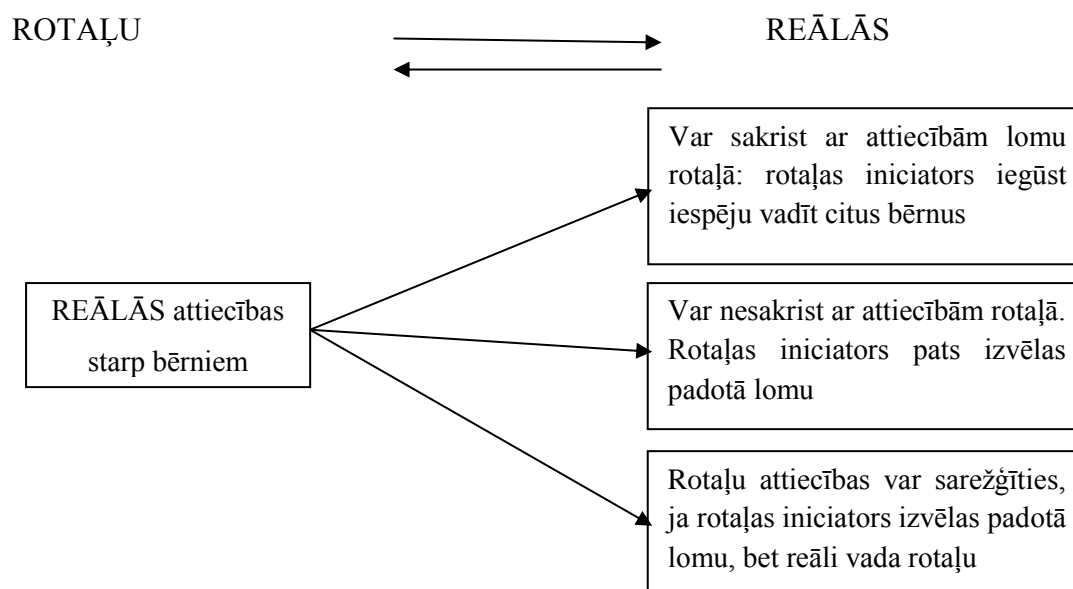 ROTAĻU
REĀLĀS
Var sakrist ar attiecībām lomu
rotaļā: rotaļas iniciators iegūst
iespēju vadīt citus bērnus
REĀLĀS attiecības
starp bērniem
Var nesakrist ar attiecībām rotaļā.
Rotaļas iniciators pats izvēlas
padotā lomu
Rotaļu attiecības var sarežģīties,
ja rotaļas iniciators izvēlas padotā
lomu, bet reāli vada rotaļu